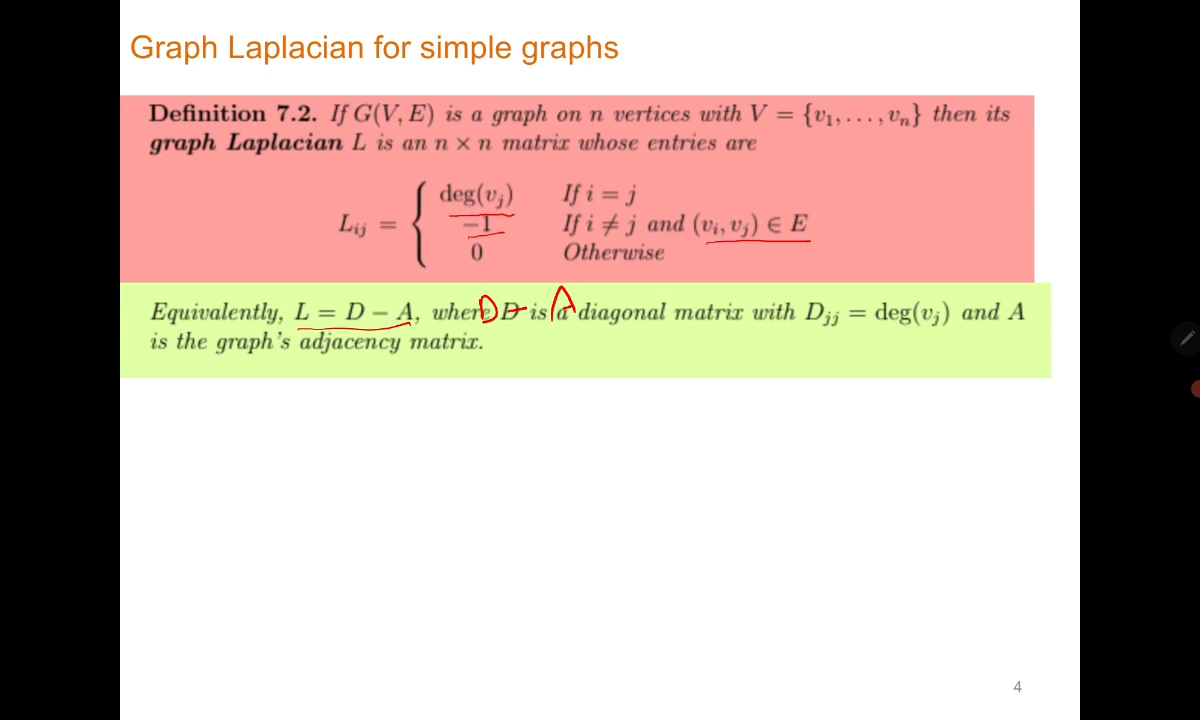 Graph Laplacian for simple graphs
Definition 7.2. If G(V, E) is a graph on n vertices with V = {v₁, . . . , vₙ} then its
graph Laplacian L is an n × n matrix whose entries are
deg(vⱼ) If i = j
Lᵢⱼ = { −1 If i ≠ j and (vᵢ, vⱼ) ∈ E
0 Otherwise
Equivalently, L = D − A, where D is a diagonal matrix with Dⱼⱼ = deg(vⱼ) and A
D - A
is the graph's adjacency matrix.
4